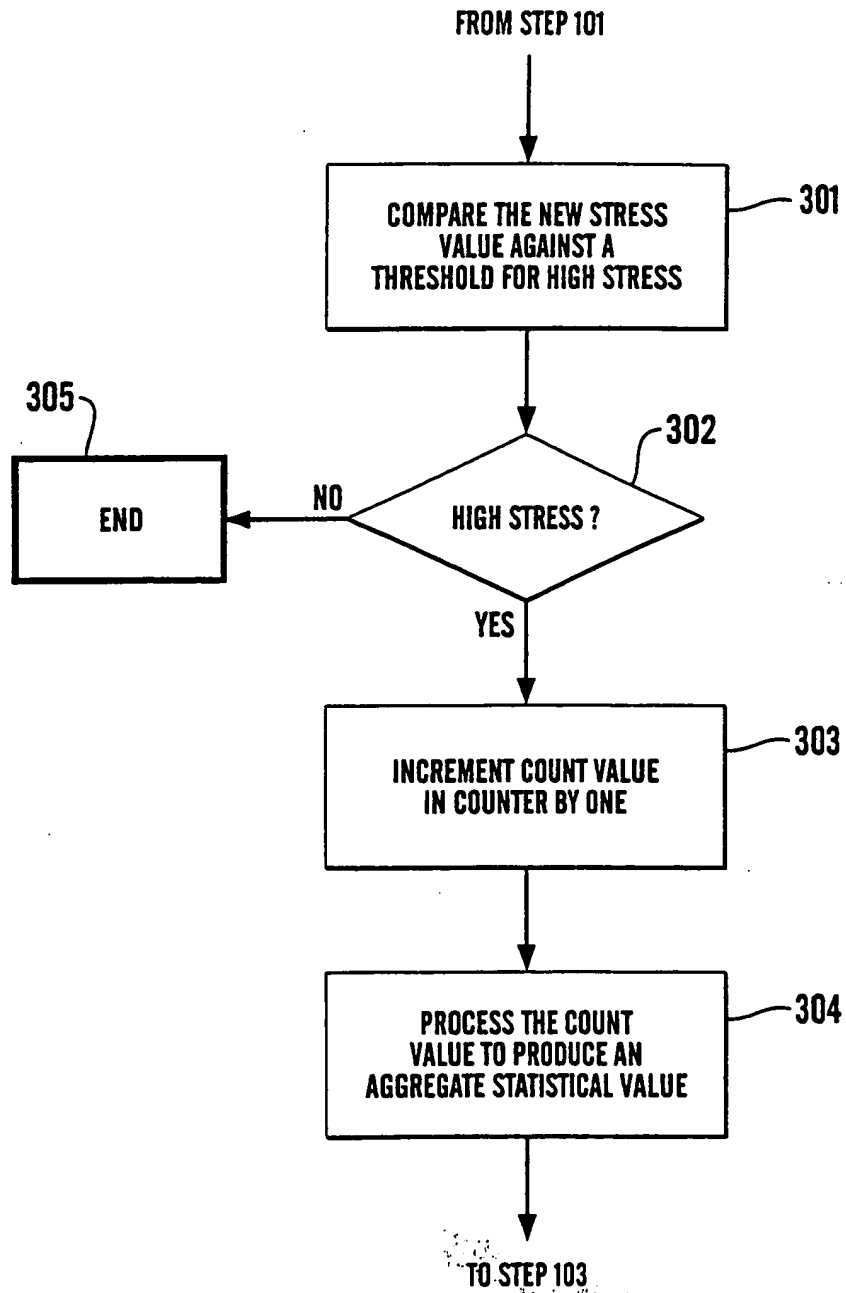 FROM STEP 101
COMPARE THE NEW STRESS
VALUE AGAINST A
THRESHOLD FOR HIGH STRESS
301
305
302
END
NO
HIGH STRESS ?
YES
INCREMENT COUNT VALUE
IN COUNTER BY ONE
303
PROCESS THE COUNT
VALUE TO PRODUCE AN
AGGREGATE STATISTICAL VALUE
304
TO STEP 103